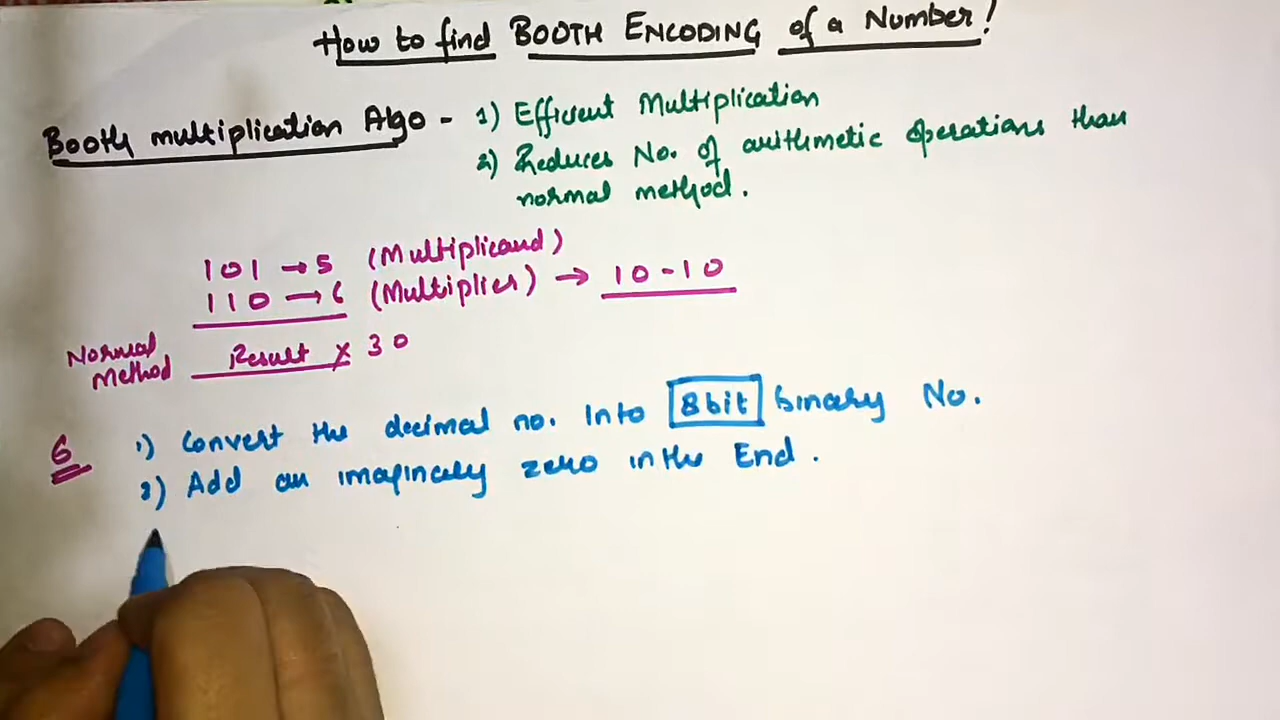 How to find BOOTH ENCODING of a Number!
Booth multiplication Algo - 1) Efficient Multiplication
2) Reduces No. of arithmetic operations than
normal method.
101 → 5 (Multiplicand)
110 → 6 (Multiplier) → 10-10
Normal Method Result × 30
6 1) Convert the decimal no. Into 8bit binary No.
2) Add an imaginary zero in the End.